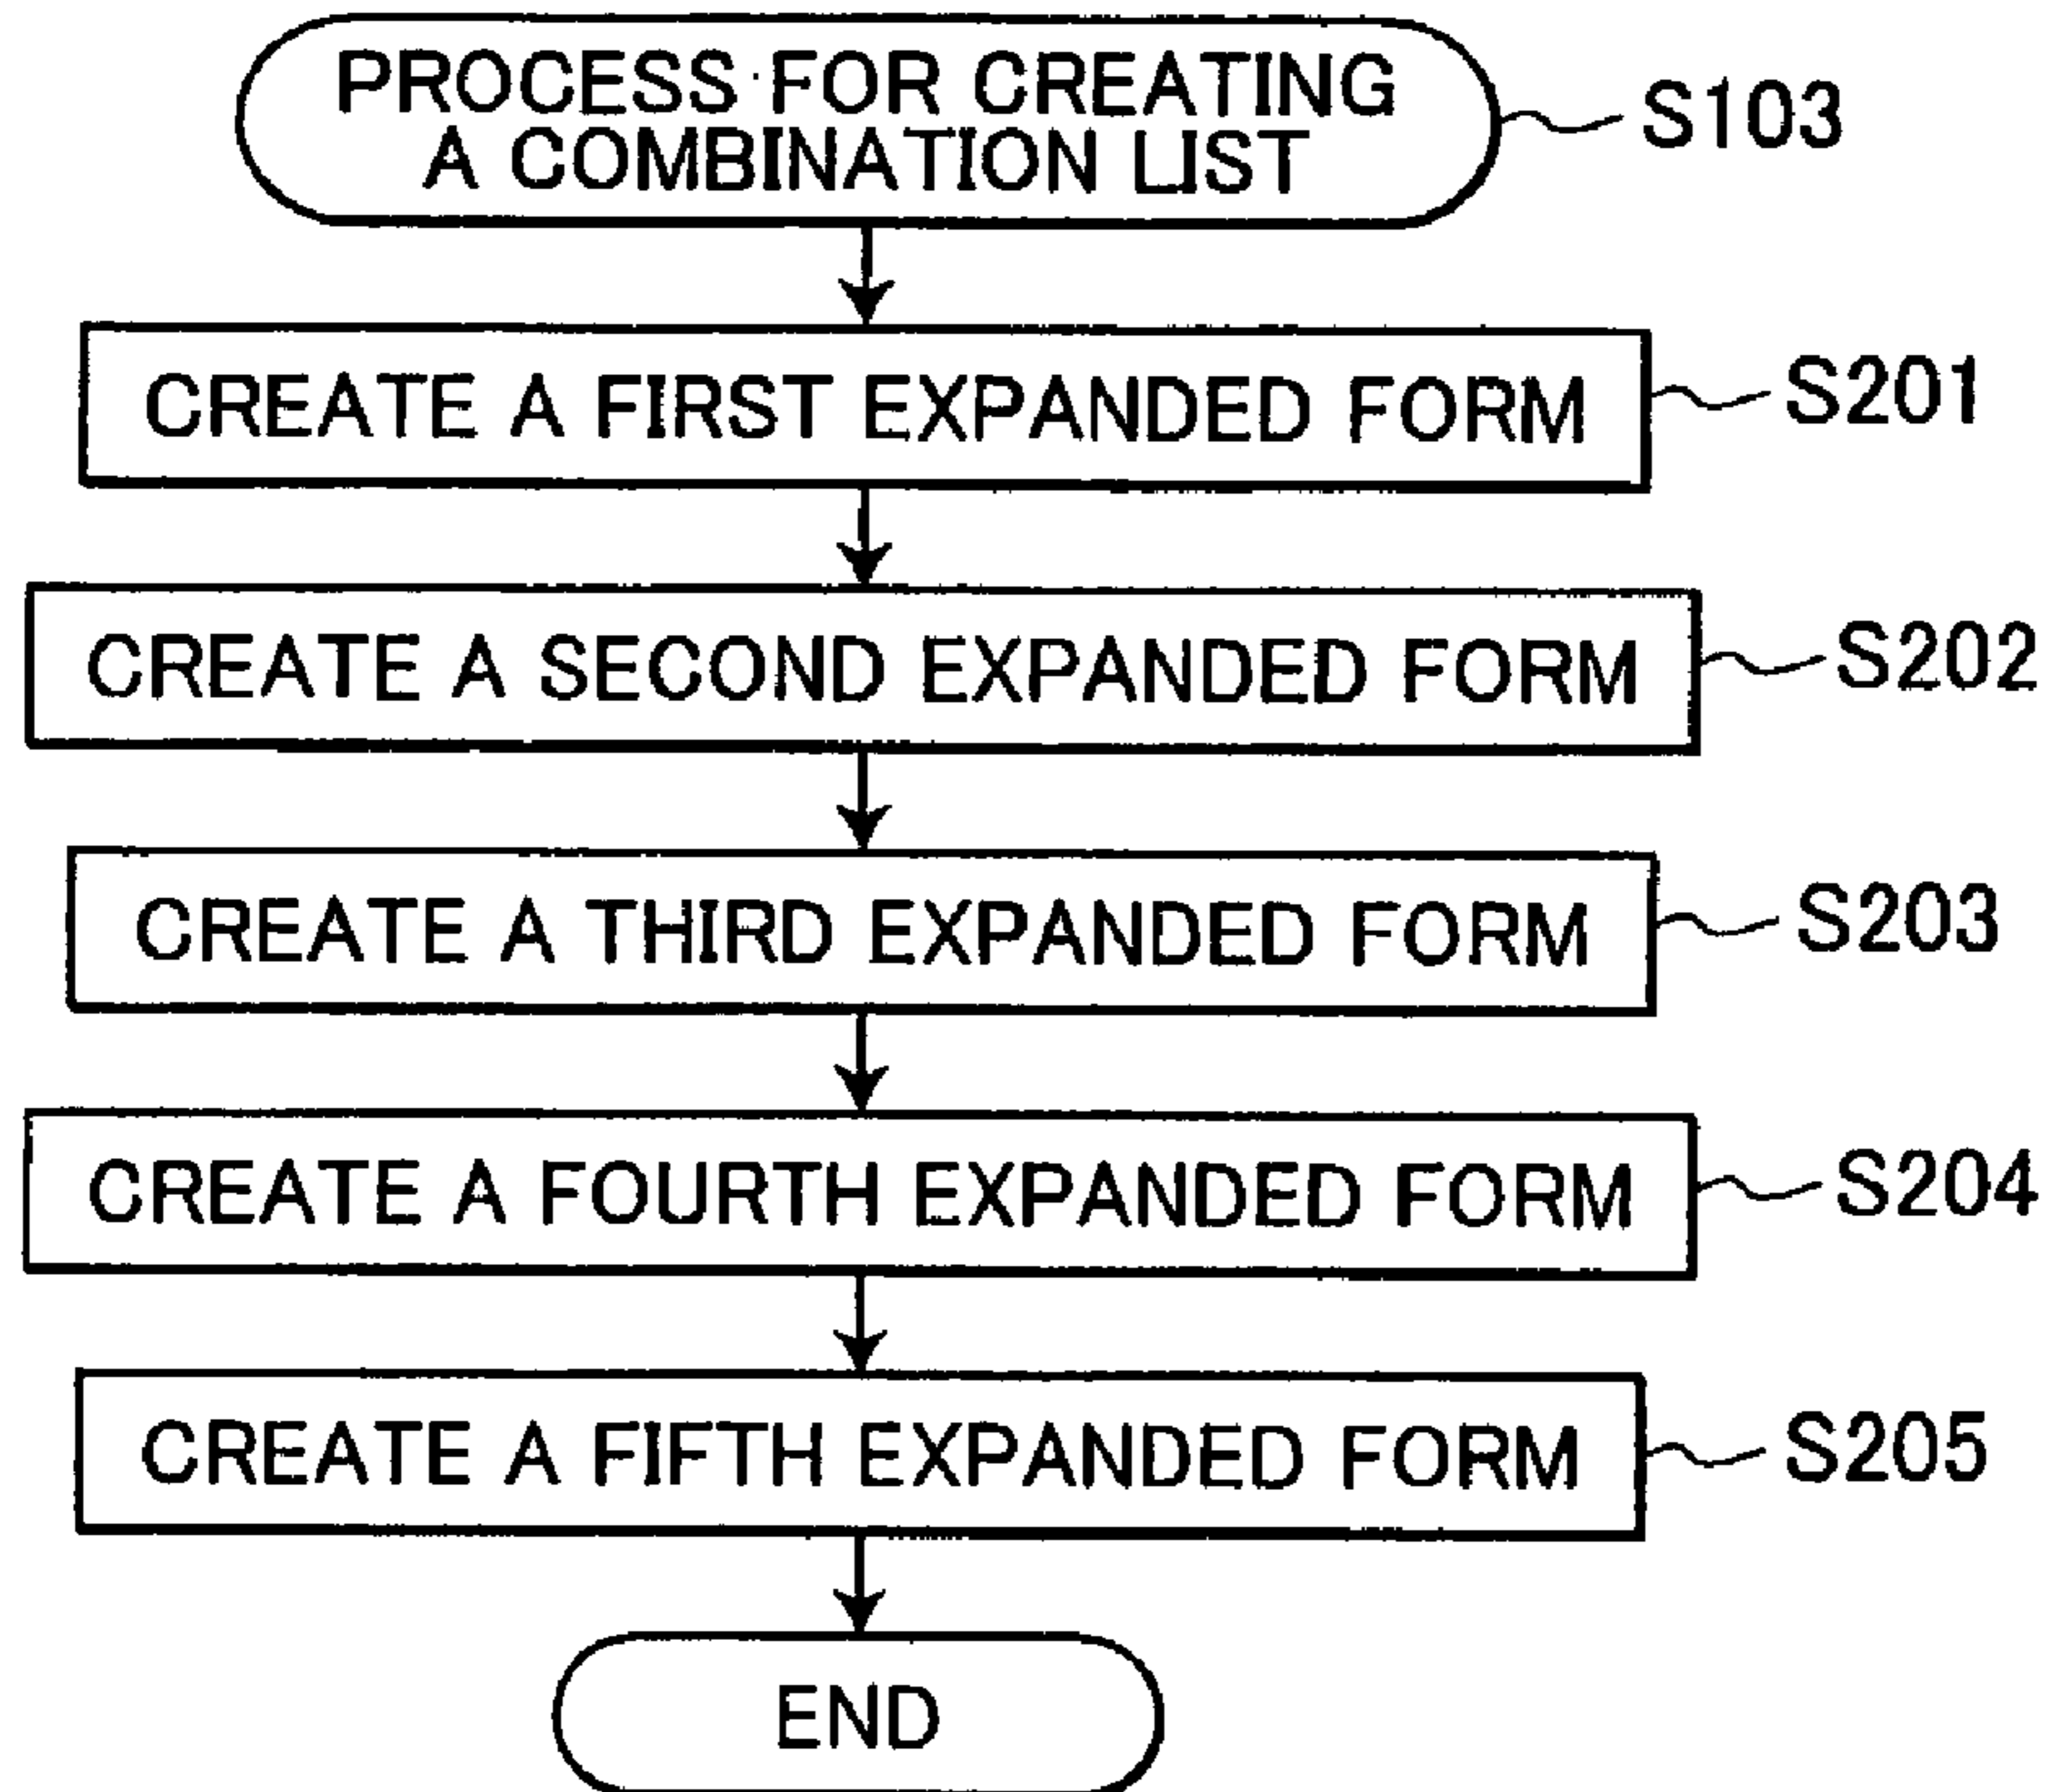 PROCESS FOR CREATING
A COMBINATION LIST
S103
CREATE A FIRST EXPANDED FORM
S201
CREATE A SECOND EXPANDED FORM
S202
CREATE A THIRD EXPANDED FORM
S203
CREATE A FOURTH EXPANDED FORM
S204
CREATE A FIFTH EXPANDED FORM
S205
END